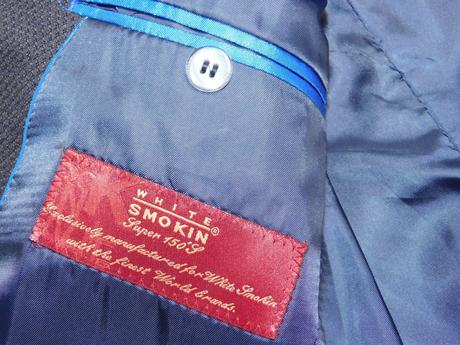 WHITE
SMOKIN®
Super 150'S
Exclusively manufactured for White Smokin
with the finest World brands.